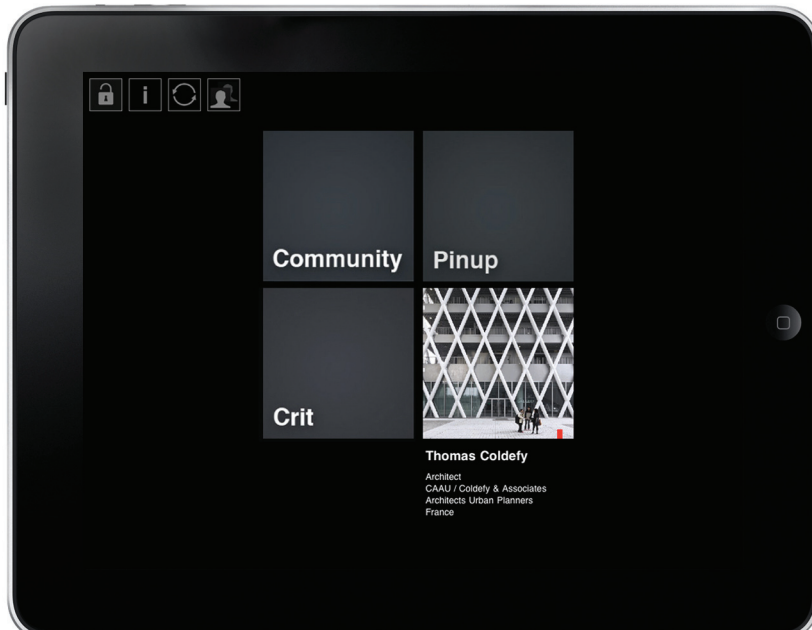 i
Community
Pinup
Crit
Thomas Coldefy
Architect
CAAU / Coldefy & Associates
Architects Urban Planners
France